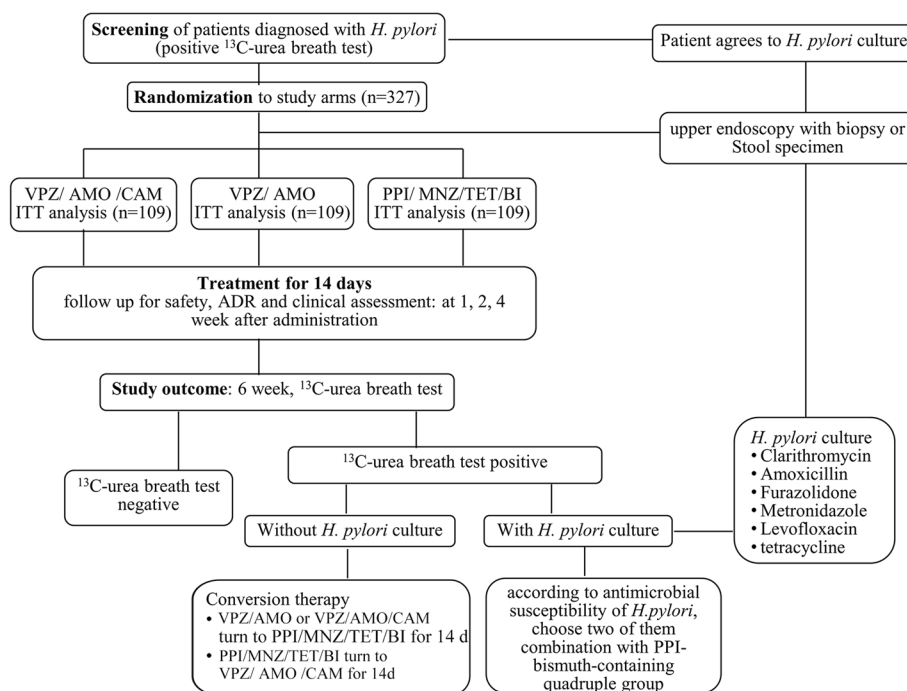 Screening of patients diagnosed with H. pylori
(positive ¹³C-urea breath test)
Patient agrees to H. pylori culture
Randomization to study arms (n=327)
upper endoscopy with biopsy or
Stool specimen
VPZ/ AMO /CAM
ITT analysis (n=109)
VPZ/ AMO
ITT analysis (n=109)
PPI/ MNZ/TET/BI
ITT analysis (n=109)
Treatment for 14 days
follow up for safety, ADR and clinical assessment: at 1, 2, 4
week after administration
Study outcome: 6 week, ¹³C-urea breath test
¹³C-urea breath test
negative
¹³C-urea breath test positive
H. pylori culture
• Clarithromycin
• Amoxicillin
• Furazolidone
• Metronidazole
• Levofloxacin
• tetracycline
Without H. pylori culture
With H. pylori culture
Conversion therapy
• VPZ/AMO or VPZ/AMO/CAM
turn to PPI/MNZ/TET/BI for 14 d
• PPI/MNZ/TET/BI turn to
VPZ/ AMO /CAM for 14d
according to antimicrobial
susceptibility of H.pylori,
choose two of them
combination with PPI-
bismuth-containing
quadruple group